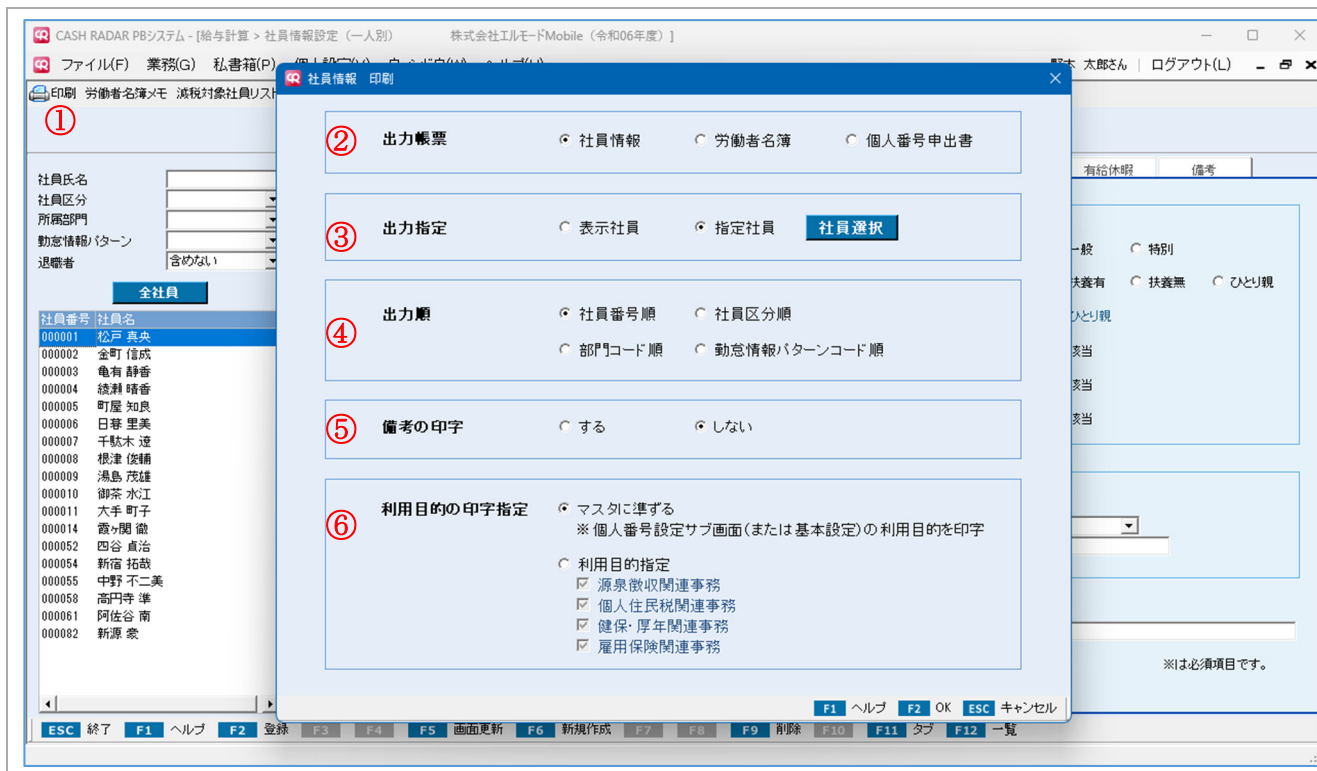 CASH RADAR PBシステム - [給与計算 > 社員情報設定（一人別） 株式会社エルモードMobile（令和06年度）]
ファイル(F) 業務(G) 私書箱(P) 太郎さん | ログアウト(L)
印刷 労働者名簿メモ 減税対象社員リスト
①
社員情報 印刷
② 出力帳票 社員情報 労働者名簿 個人番号申出書
③ 出力指定 表示社員 指定社員 社員選択
④ 出力順 社員番号順 社員区分順
部門コード順 勤怠情報パターンコード順
⑤ 備考の印字 する しない
⑥ 利用目的の印字指定 マスタに準ずる
※個人番号設定サブ画面(または基本設定)の利用目的を印字
利用目的指定
源泉徴収関連事務
個人住民税関連事務
健保・厚年関連事務
雇用保険関連事務
F1 ヘルプ F2 OK ESC キャンセル
社員氏名
社員区分
所属部門
勤怠情報パターン
退職者 含めない
全社員
社員番号 社員名
000001 松戸 真央
000002 金町 信成
000003 亀有 静香
000004 綾瀬 晴香
000005 町屋 知良
000006 日暮 里美
000007 千駄木 遼
000008 根津 俊輔
000009 湯島 茂雄
000010 御茶 水江
000011 大手 町子
000014 霞ヶ関 徹
000052 四谷 貞治
000054 新宿 拓哉
000055 中野 不二美
000058 高円寺 準
000061 阿佐谷 南
000082 新源 愛
有給休暇 備考
一般 特別
扶養有 扶養無 ひとり親
ひとり親
該当
該当
該当
※は必須項目です。
ESC 終了 F1 ヘルプ F2 登録 F3 F4 F5 画面更新 F6 新規作成 F7 F8 F9 削除 F10 F11 タブ F12 一覧